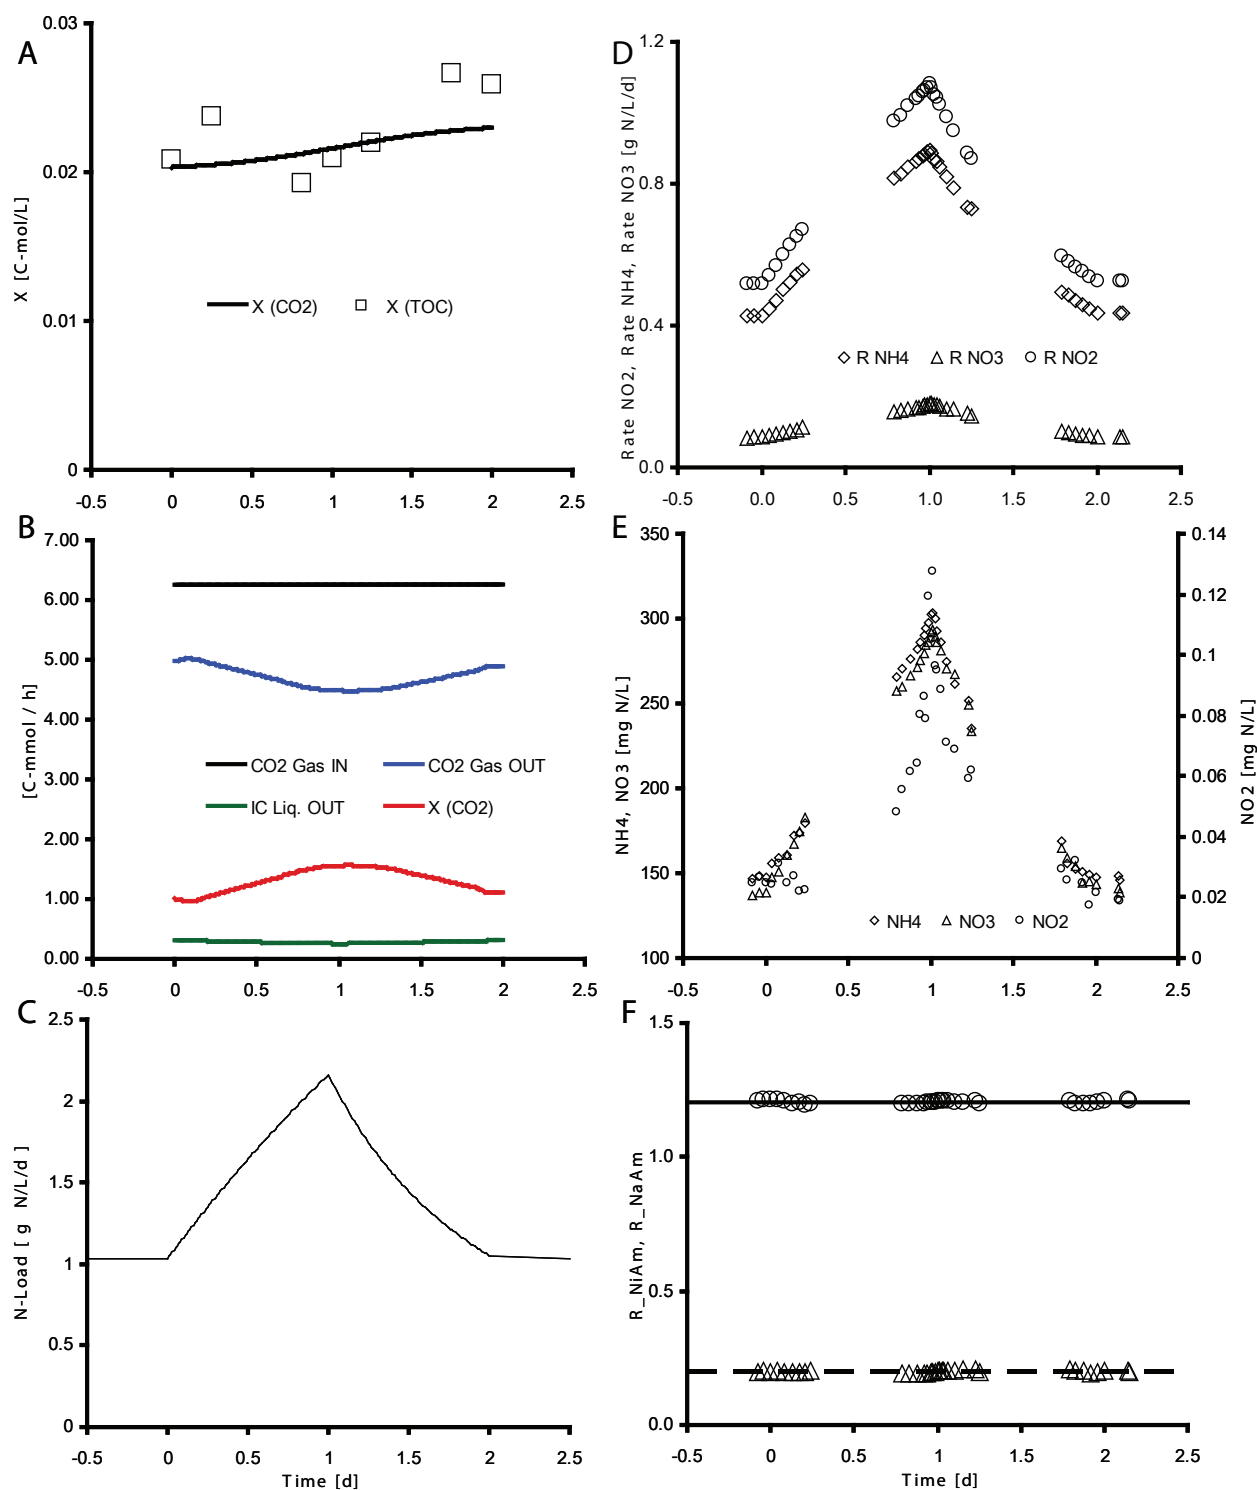 A
0.03
0.02
0.01
0
X [C-mol/L]
X (CO2)
X (TOC)
-0.5 0 0.5 1 1.5 2 2.5
B
7.00
6.00
5.00
4.00
3.00
2.00
1.00
0.00
[C-mmol / h]
CO2 Gas IN
CO2 Gas OUT
IC Liq. OUT
X (CO2)
-0.5 0 0.5 1 1.5 2 2.5
C
2.5
2
1.5
1
0.5
0
N-Load [ g N/L/d ]
-0.5 0 0.5 1 1.5 2 2.5
Time [d]
D
1.2
0.8
0.4
0.0
Rate NO2, Rate NH4, Rate NO3 [g N/L/d]
R NH4
R NO3
R NO2
-0.5 0.0 0.5 1.0 1.5 2.0 2.5
E
350
300
250
200
150
100
NH4, NO3 [mg N/L]
0.14
0.12
0.1
0.08
0.06
0.04
0.02
0
NO2 [mg N/L]
NH4
NO3
NO2
-0.5 0 0.5 1 1.5 2 2.5
F
1.5
1.0
0.5
0.0
R_NiAm, R_NaAm
-0.5 0 0.5 1 1.5 2 2.5
Time [d]